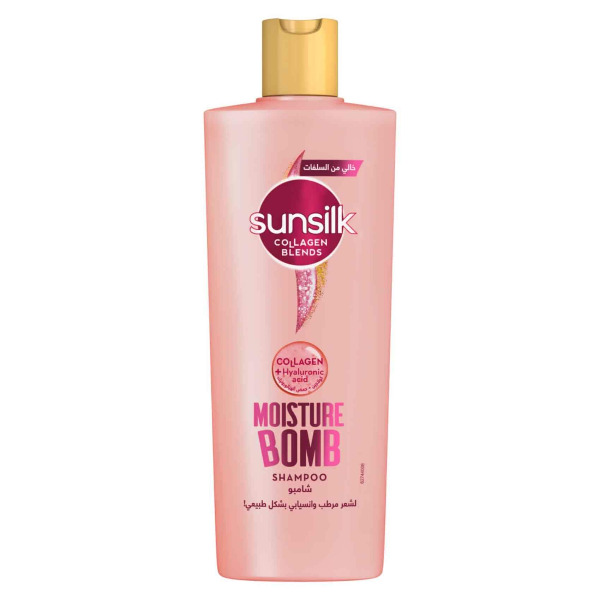 خالي من السلفات
sunsilk
COLLAGEN
BLENDS
COLLAGEN
+Hyaluronic
acid
MOISTURE
BOMB
SHAMPOO
شامبو
لشعر مرطب وانسيابي بشكل طبيعي!